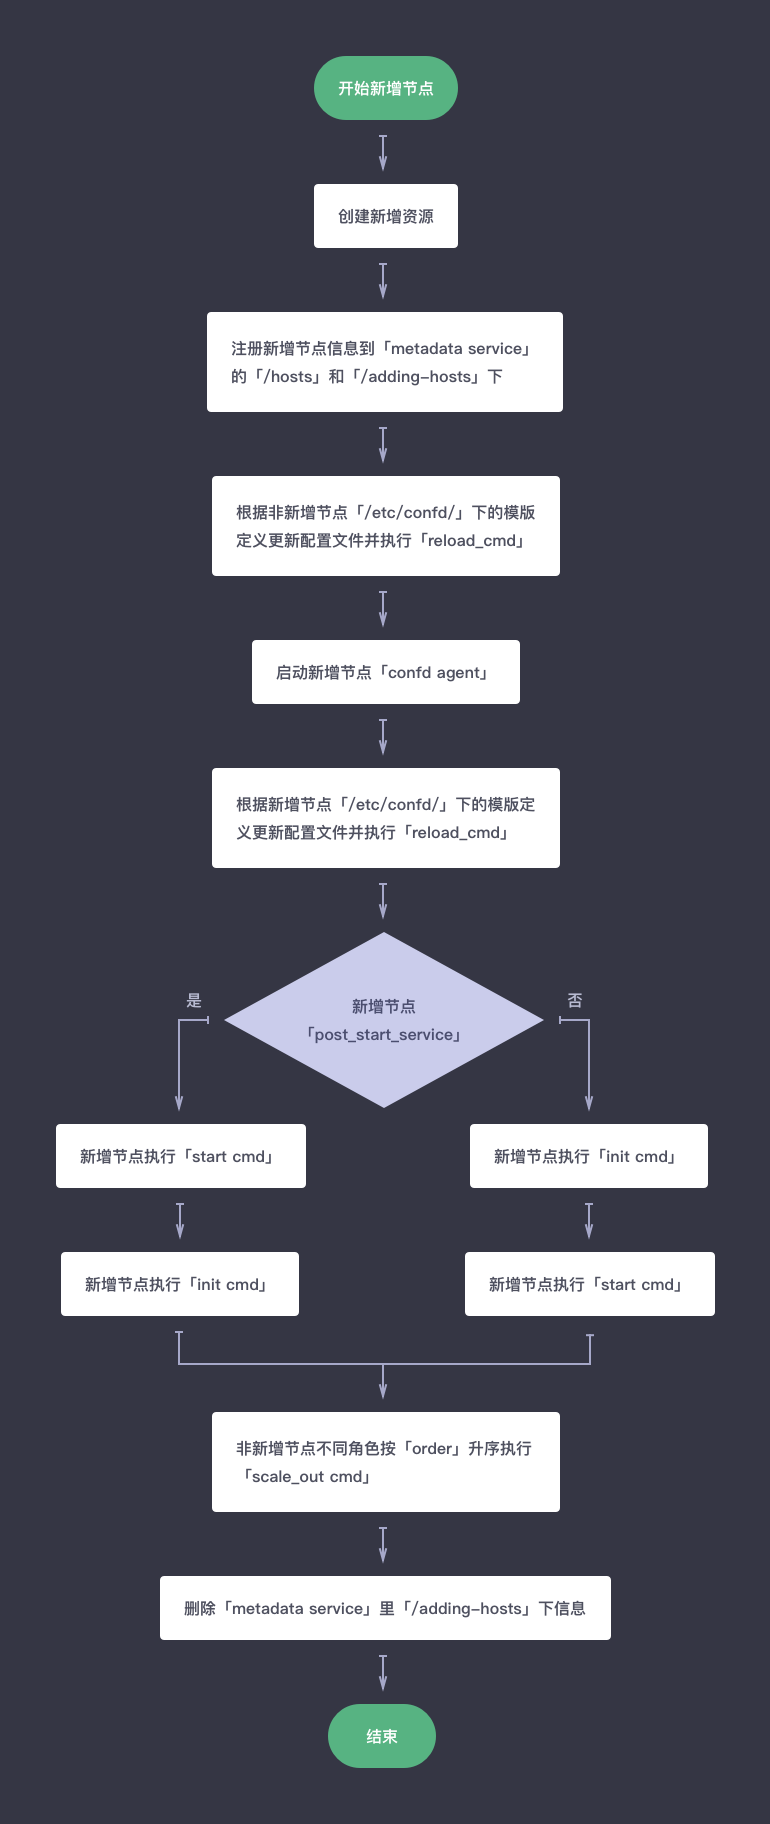 开始新增节点
创建新增资源
注册新增节点信息到「metadata service」
的「/hosts」和「/adding-hosts」下
根据非新增节点「/etc/confd/」下的模版
定义更新配置文件并执行「reload_cmd」
启动新增节点「confd agent」
根据新增节点「/etc/confd/」下的模版定
义更新配置文件并执行「reload_cmd」
新增节点
「post_start_service」
是
否
新增节点执行「start cmd」
新增节点执行「init cmd」
新增节点执行「init cmd」
新增节点执行「start cmd」
非新增节点不同角色按「order」升序执行
「scale_out cmd」
删除「metadata service」里「/adding-hosts」下信息
结束